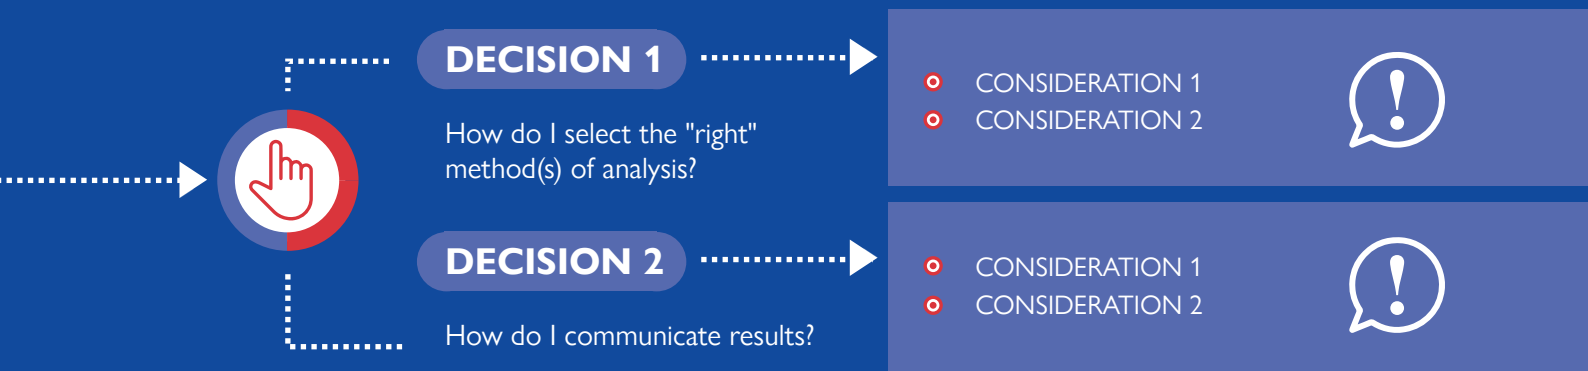 DECISION 1
How do I select the "right"
method(s) of analysis?
CONSIDERATION 1
CONSIDERATION 2
DECISION 2
How do I communicate results?
CONSIDERATION 1
CONSIDERATION 2